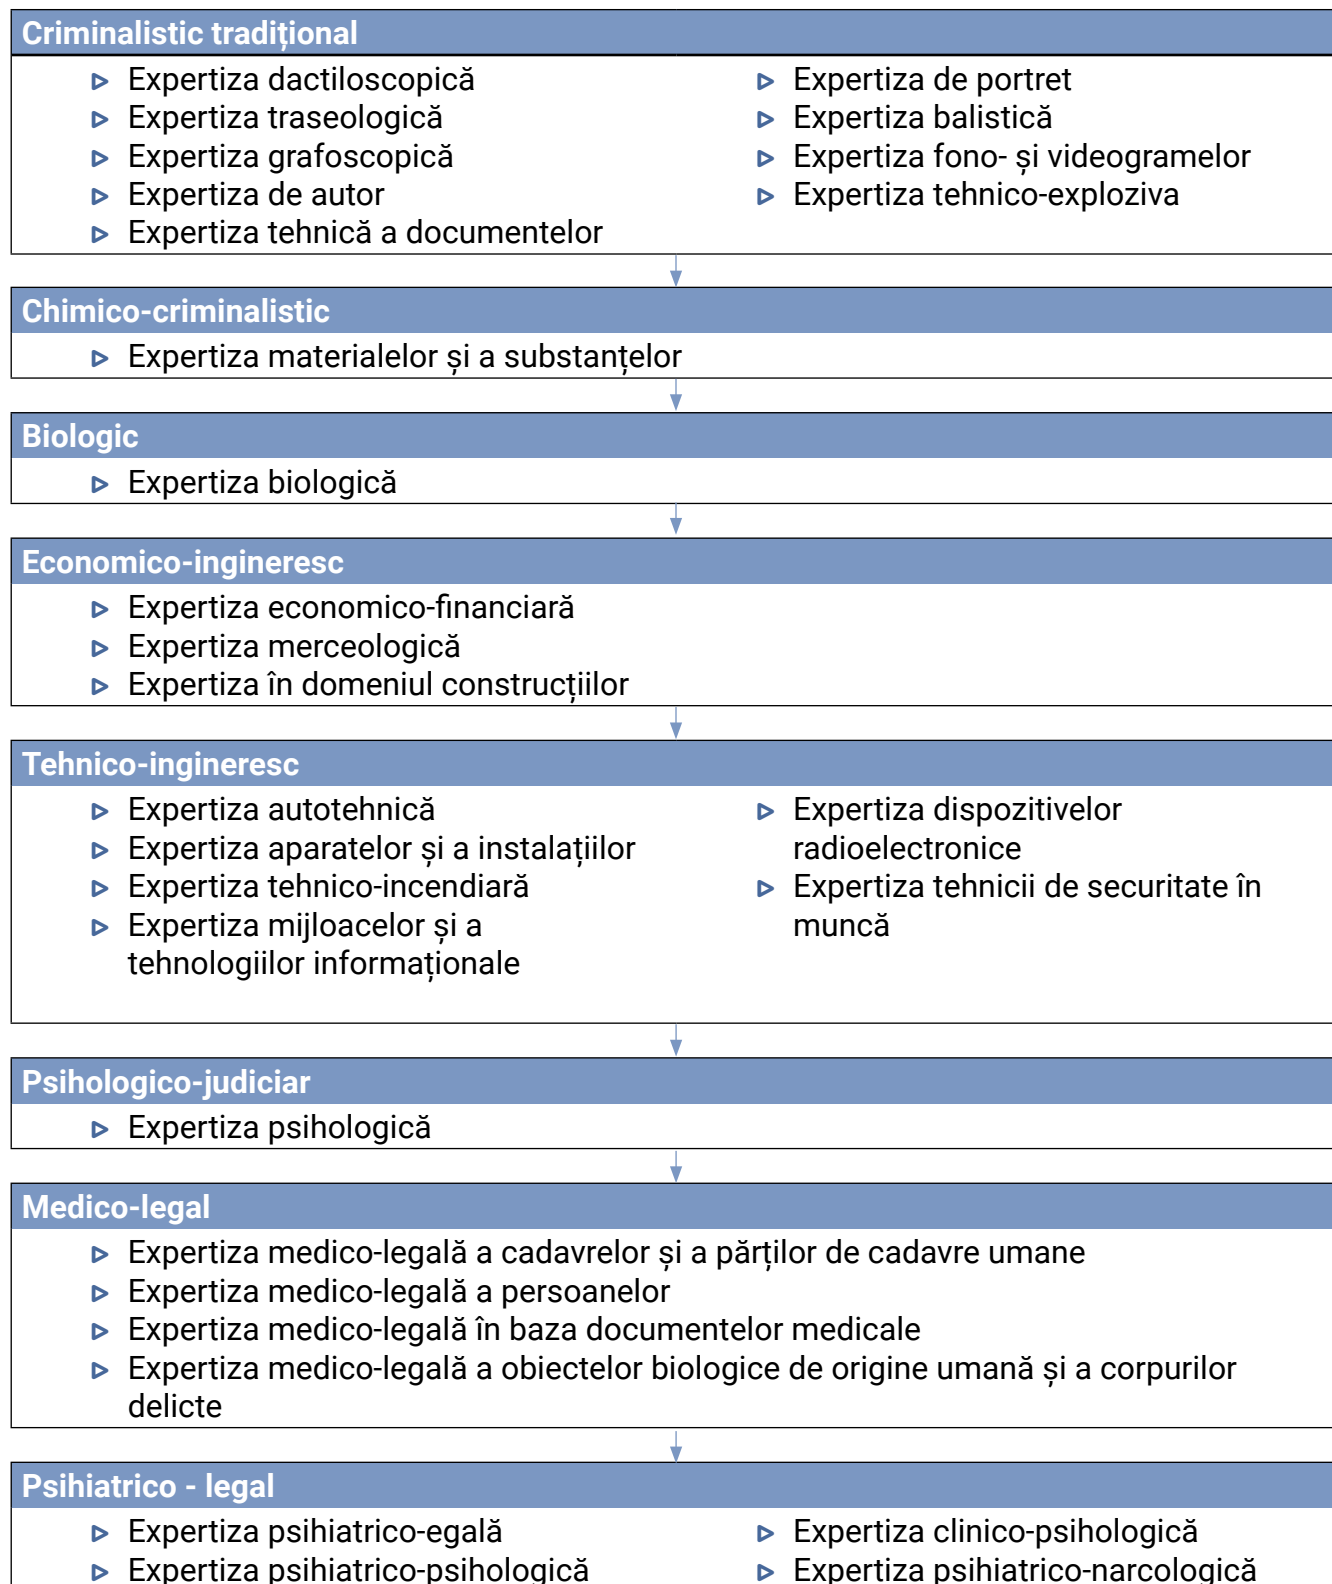 Criminalistic tradițional
Expertiza dactiloscopică
Expertiza traseologică
Expertiza grafoscopică
Expertiza de autor
Expertiza tehnică a documentelor
Expertiza de portret
Expertiza balistică
Expertiza fono- și videogramelor
Expertiza tehnico-exploziva
Chimico-criminalistic
Expertiza materialelor și a substanțelor
Biologic
Expertiza biologică
Economico-ingineresc
Expertiza economico-financiară
Expertiza merceologică
Expertiza în domeniul construcțiilor
Tehnico-ingineresc
Expertiza autotehnică
Expertiza aparatelor și a instalațiilor
Expertiza tehnico-incendiară
Expertiza mijloacelor și a
tehnologiilor informaționale
Expertiza dispozitivelor
radioelectronice
Expertiza tehnicii de securitate în
muncă
Psihologico-judiciar
Expertiza psihologică
Medico-legal
Expertiza medico-legală a cadavrelor și a părților de cadavre umane
Expertiza medico-legală a persoanelor
Expertiza medico-legală în baza documentelor medicale
Expertiza medico-legală a obiectelor biologice de origine umană și a corpurilor
delicte
Psihiatrico - legal
Expertiza psihiatrico-egală
Expertiza psihiatrico-psihologică
Expertiza clinico-psihologică
Expertiza psihiatrico-narcologică